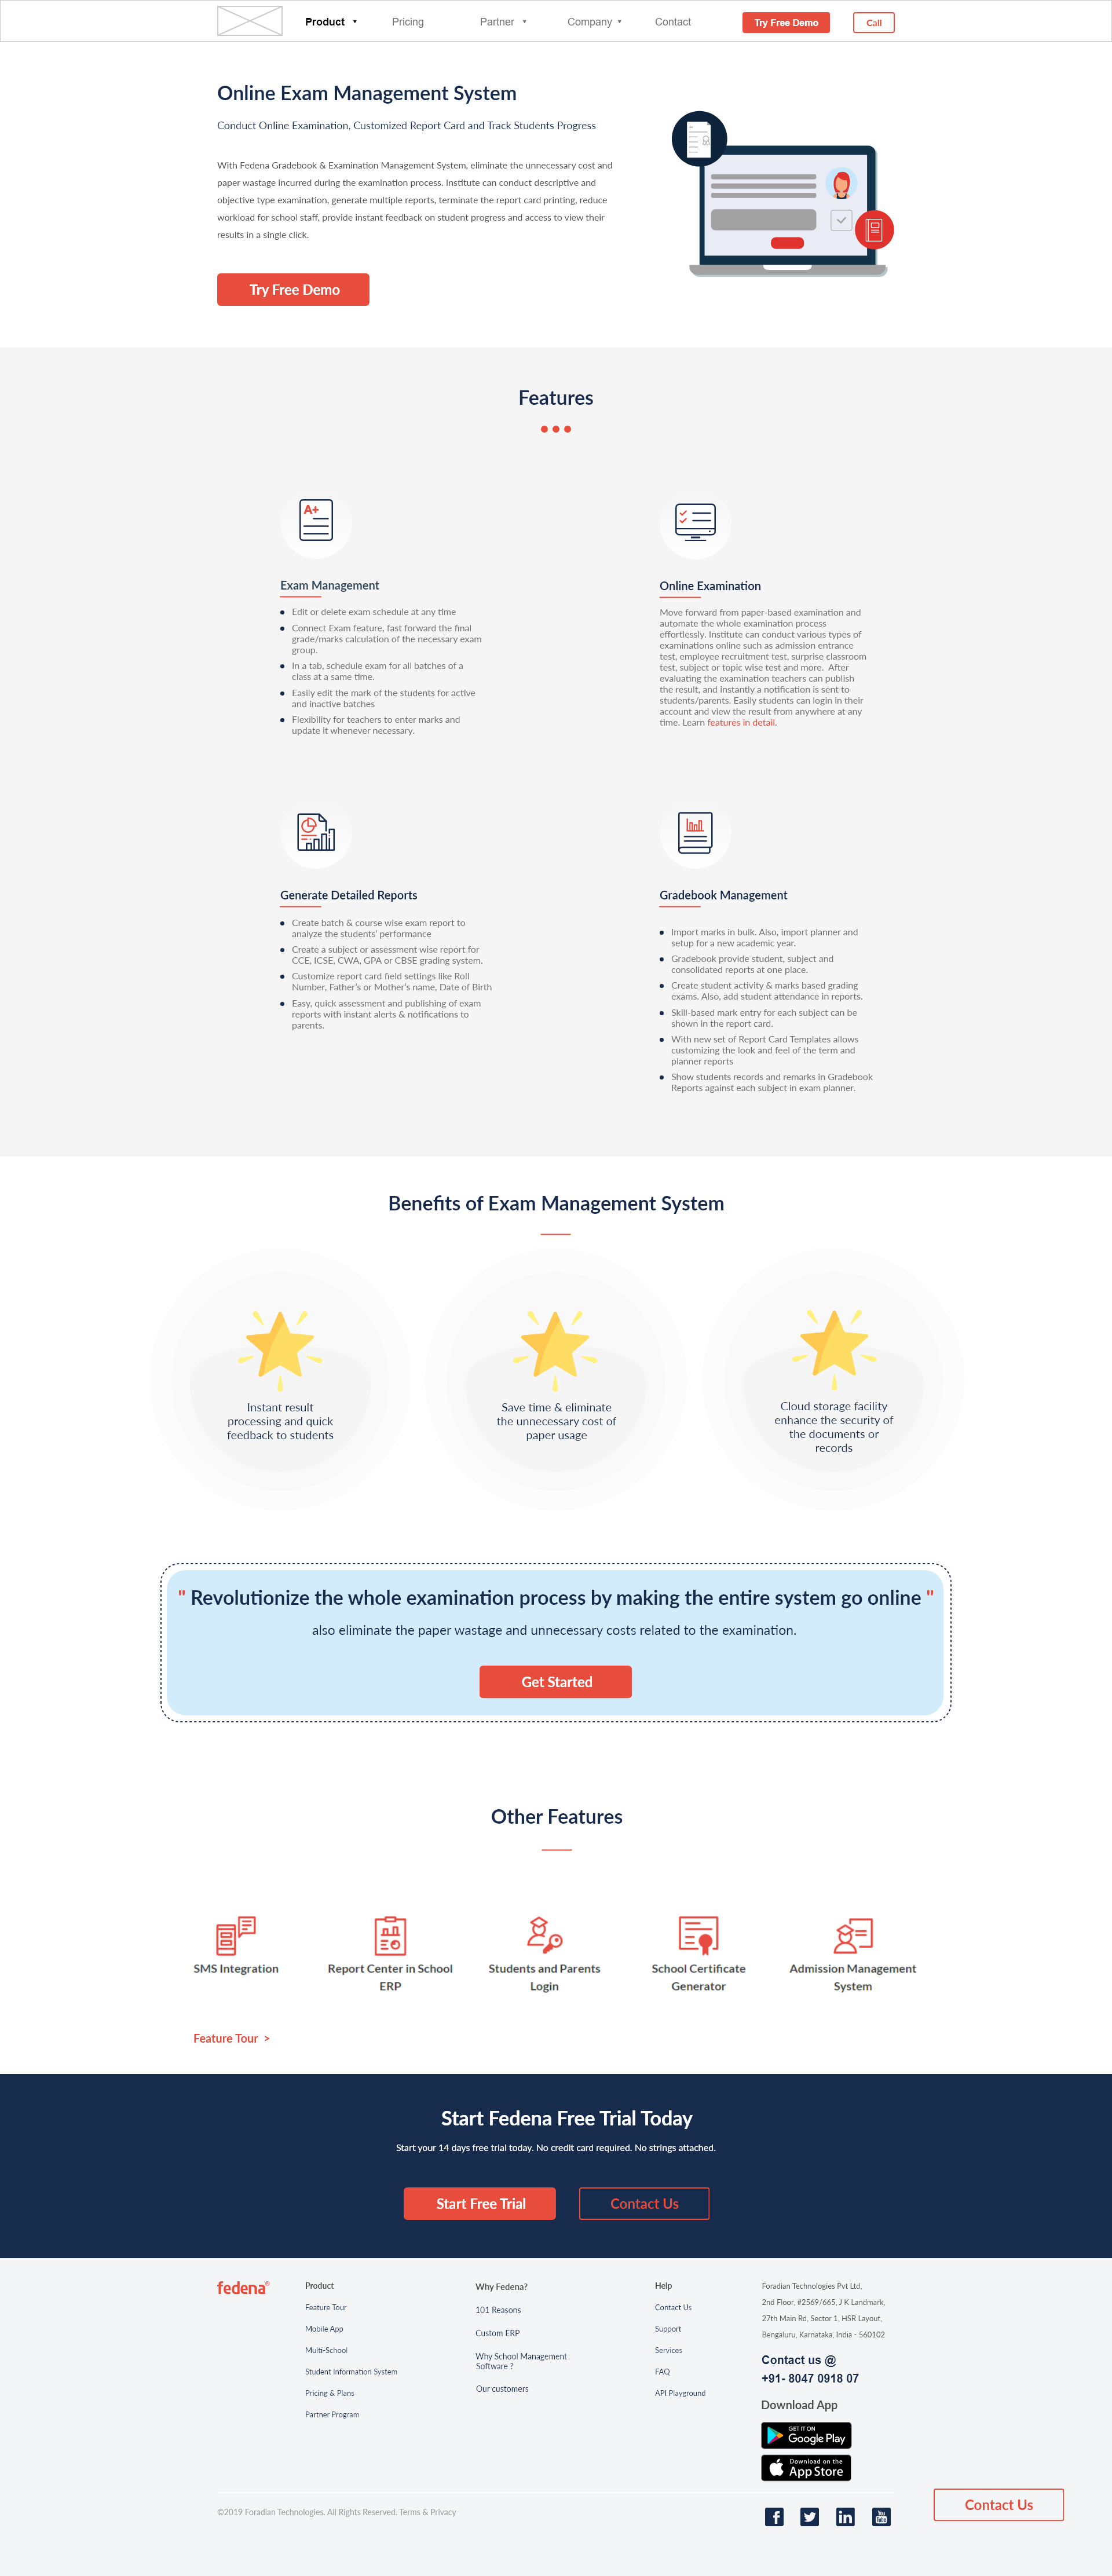 Product ▼
Pricing
Partner ▼
Company ▼
Contact
Try Free Demo
Call
Online Exam Management System
Conduct Online Examination, Customized Report Card and Track Students Progress
With Fedena Gradebook & Examination Management System, eliminate the unnecessary cost and
paper wastage incurred during the examination process. Institute can conduct descriptive and
objective type examination, generate multiple reports, terminate the report card printing, reduce
workload for school staff, provide instant feedback on student progress and access to view their
results in a single click.
Try Free Demo
Features
A+
Exam Management
Edit or delete exam schedule at any time
Connect Exam feature, fast forward the final
grade/marks calculation of the necessary exam
group.
In a tab, schedule exam for all batches of a
class at a same time.
Easily edit the mark of the students for active
and inactive batches
Flexibility for teachers to enter marks and
update it whenever necessary.
Online Examination
Move forward from paper-based examination and
automate the whole examination process
effortlessly. Institute can conduct various types of
examinations online such as admission entrance
test, employee recruitment test, surprise classroom
test, subject or topic wise test and more.  After
evaluating the examination teachers can publish
the result, and instantly a notification is sent to
students/parents. Easily students can login in their
account and view the result from anywhere at any
time. Learn features in detail.
Generate Detailed Reports
Create batch & course wise exam report to
analyze the students' performance
Create a subject or assessment wise report for
CCE, ICSE, CWA, GPA or CBSE grading system.
Customize report card field settings like Roll
Number, Father's or Mother's name, Date of Birth
Easy, quick assessment and publishing of exam
reports with instant alerts & notifications to
parents.
Gradebook Management
Import marks in bulk. Also, import planner and
setup for a new academic year.
Gradebook provide student, subject and
consolidated reports at one place.
Create student activity & marks based grading
exams. Also, add student attendance in reports.
Skill-based mark entry for each subject can be
shown in the report card.
With new set of Report Card Templates allows
customizing the look and feel of the term and
planner reports
Show students records and remarks in Gradebook
Reports against each subject in exam planner.
Benefits of Exam Management System
Instant result
processing and quick
feedback to students
Save time & eliminate
the unnecessary cost of
paper usage
Cloud storage facility
enhance the security of
the documents or
records
" Revolutionize the whole examination process by making the entire system go online "
also eliminate the paper wastage and unnecessary costs related to the examination.
Get Started
Other Features
SMS Integration
Report Center in School
ERP
Students and Parents
Login
School Certificate
Generator
Admission Management
System
Feature Tour >
Start Fedena Free Trial Today
Start your 14 days free trial today. No credit card required. No strings attached.
Start Free Trial
Contact Us
fedena®
Product
Feature Tour
Mobile App
Multi-School
Student Information System
Pricing & Plans
Partner Program
Why Fedena?
101 Reasons
Custom ERP
Why School Management
Software ?
Our customers
Help
Contact Us
Support
Services
FAQ
API Playground
Foradian Technologies Pvt Ltd,
2nd Floor, #2569/665, J K Landmark,
27th Main Rd, Sector 1, HSR Layout,
Bengaluru, Karnataka, India - 560102
Contact us @
+91- 8047 0918 07
Download App
GET IT ON
Google Play
Download on the
App Store
©2019 Foradian Technologies. All Rights Reserved. Terms & Privacy
f
in
You
Tube
Contact Us